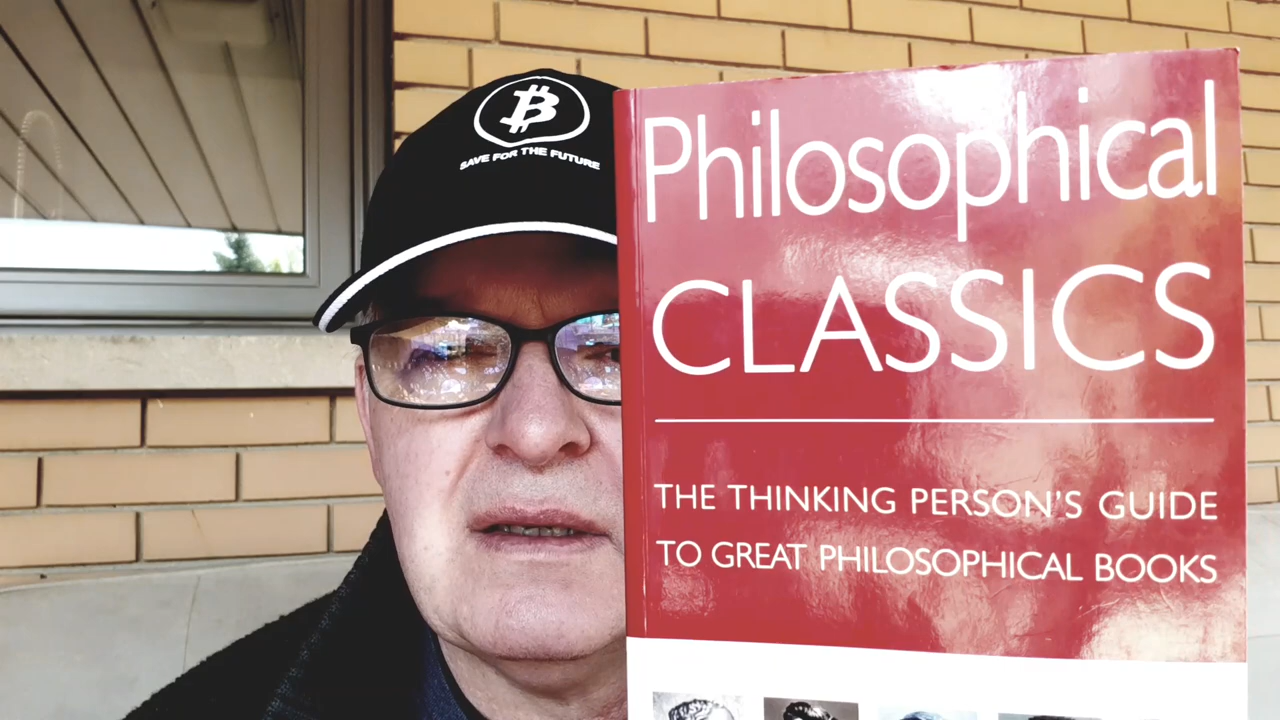 SAVE FOR THE FUTURE
Philosophical
CLASSICS
THE THINKING PERSON'S GUIDE
TO GREAT PHILOSOPHICAL BOOKS